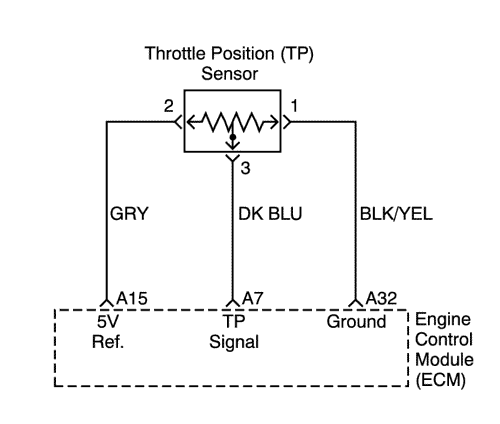 Throttle Position (TP)
Sensor
2
1
3
GRY
DK BLU
BLK/YEL
A15
A7
A32
5V
Ref.
TP
Signal
Ground
Engine
Control
Module
(ECM)